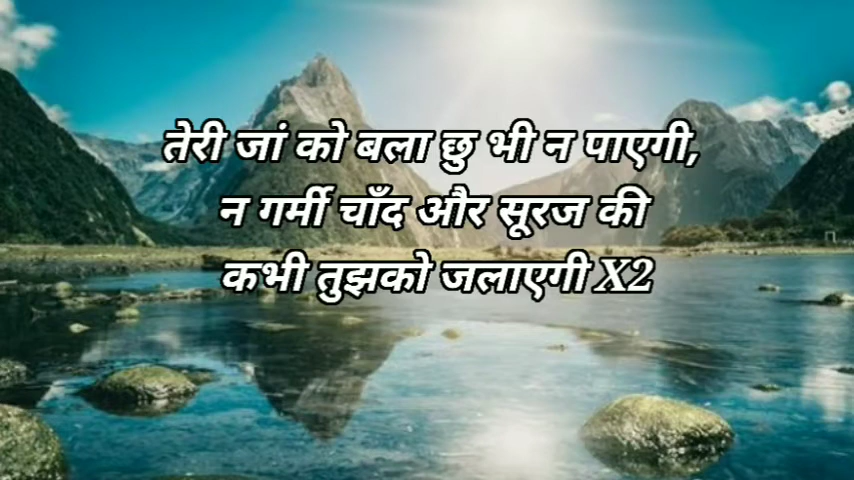 तेरी जां को बला छु भी न पाएगी,
न गर्मी चाँद और सूरज की
कभी तुझको जलाएगी X2